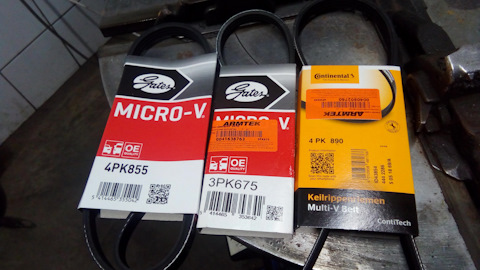 Gates
MICRO-V
OE
4PK855
Gates
MICRO-V
ARMTEK
OE
3PK675
Continental
ARMTEK
4 PK 890
Keilrippenriemen
Multi-V Belt
ContiTech